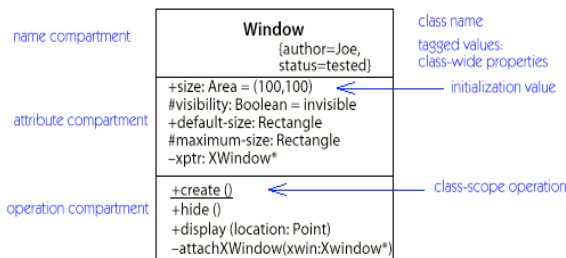 name compartment
Window
{author=Joe,
status=tested}
class name
tagged values:
class-wide properties
attribute compartment
+size: Area = (100,100)
#visibility: Boolean = invisible
+default-size: Rectangle
#maximum-size: Rectangle
–xptr: XWindow*
initialization value
operation compartment
+create ()
+hide ()
+display (location: Point)
–attachXWindow(xwin:Xwindow*)
class-scope operation